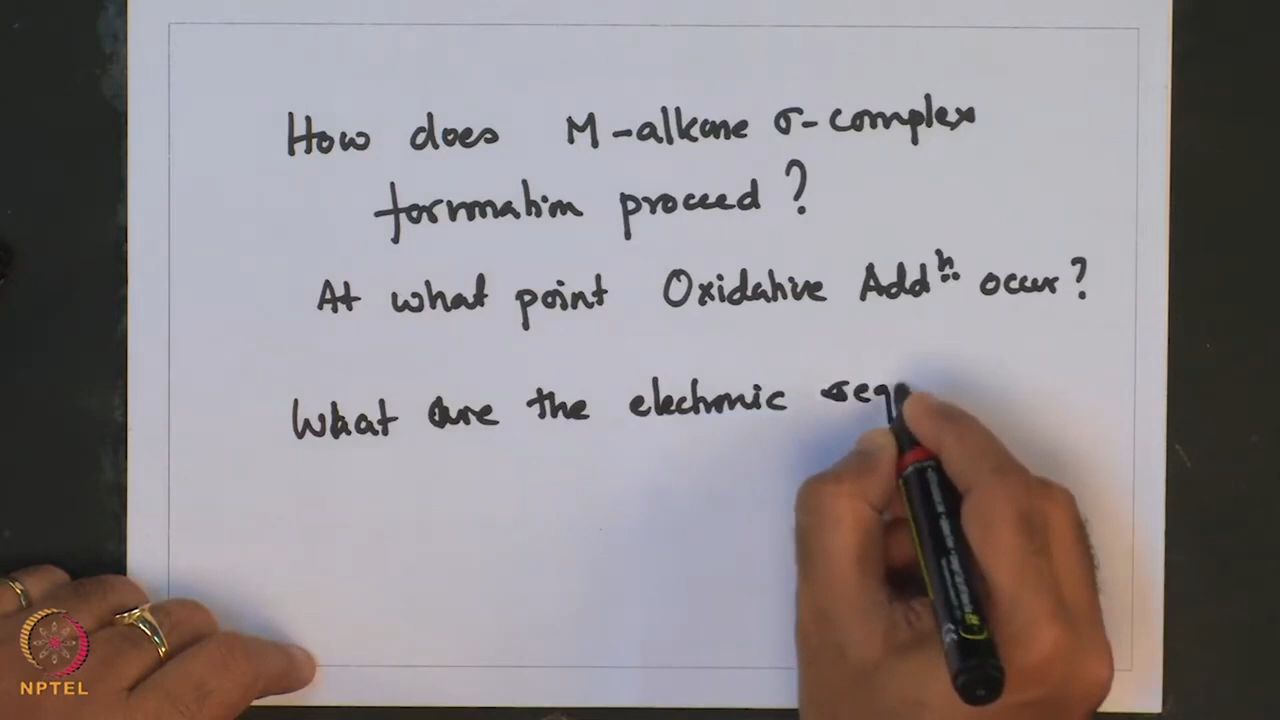 How does M-alkane σ-complex
formation proceed?
At what point Oxidative Addn occur?
What are the electronic
NPTEL